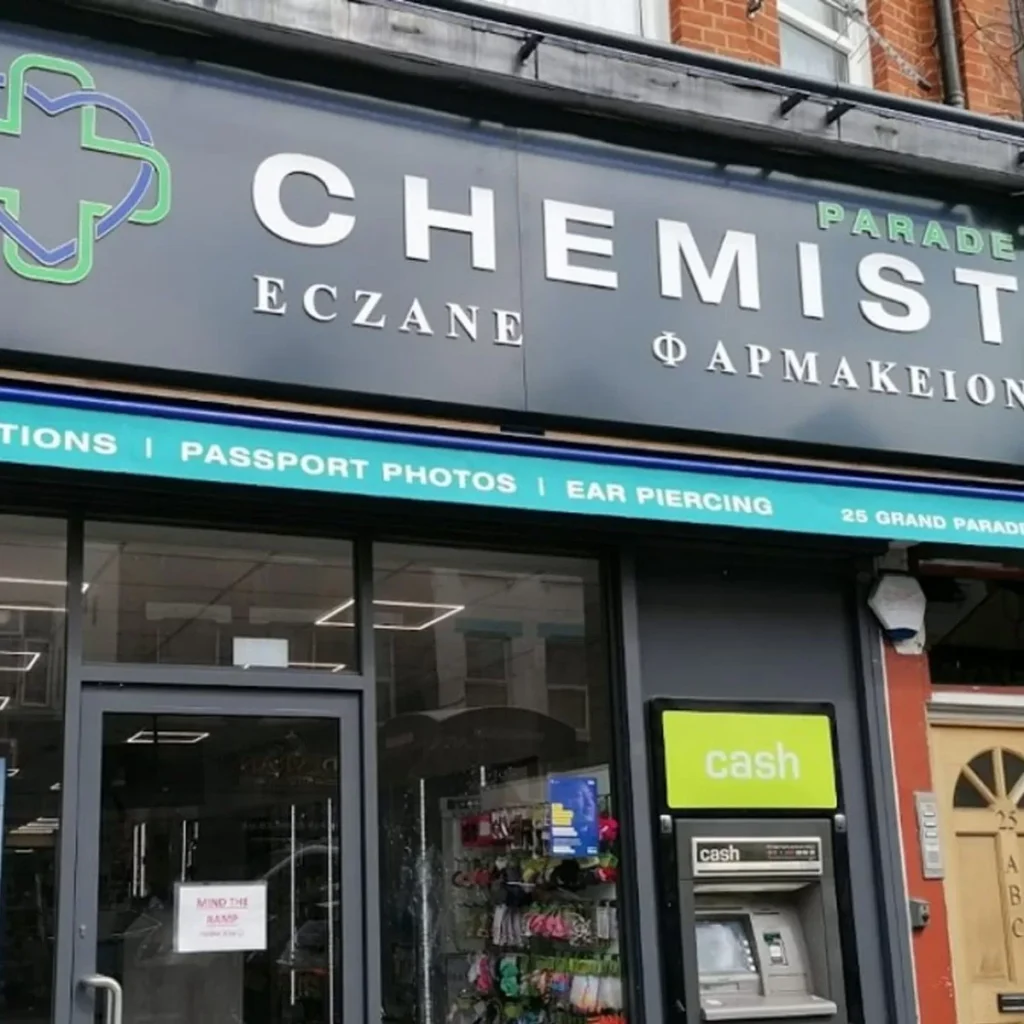 PARADE
CHEMIST
ECZANE ΦΑΡΜΑΚΕΙΟΝ
TIONS | PASSPORT PHOTOS | EAR PIERCING 25 GRAND PARADE
cash
cash
MIND THE
RAMP
25
A
B
C